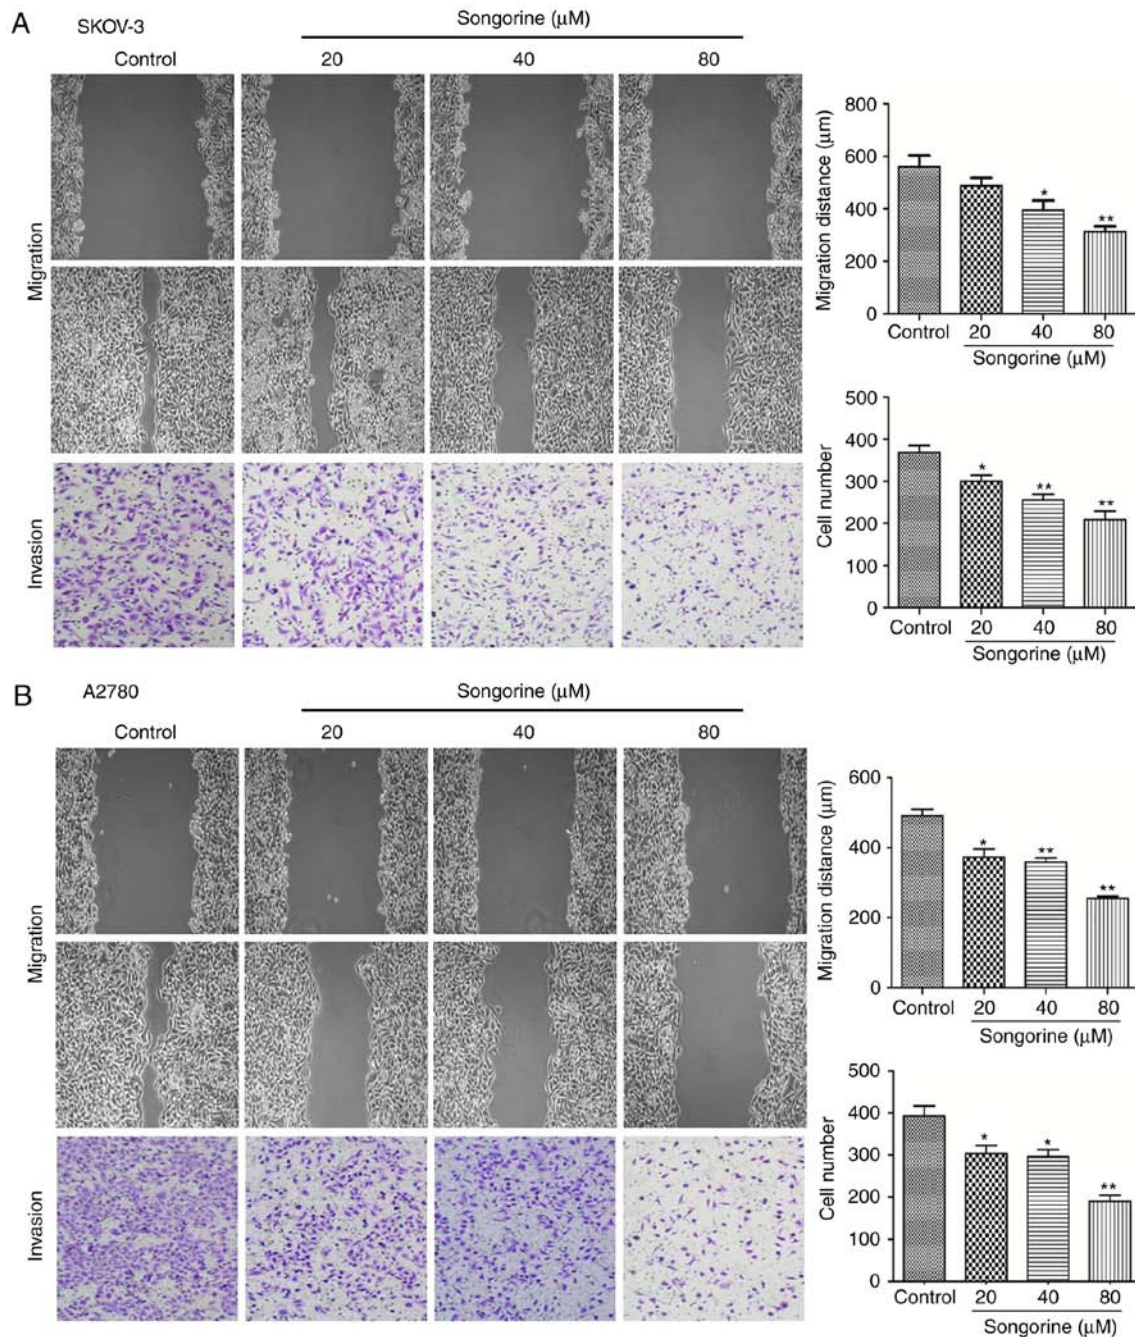 A
SKOV-3
Songorine (µM)
Control
20
40
80
Migration
Invasion
Migration distance (µm)
800
600
400
200
0
*
**
Control
20
40
80
Songorine (µM)
Cell number
500
400
300
200
100
0
*
**
**
Control
20
40
80
Songorine (µM)
B
A2780
Songorine (µM)
Control
20
40
80
Migration
Invasion
Migration distance (µm)
600
400
200
0
*
**
**
Control
20
40
80
Songorine (µM)
Cell number
500
400
300
200
100
0
*
*
**
Control
20
40
80
Songorine (µM)